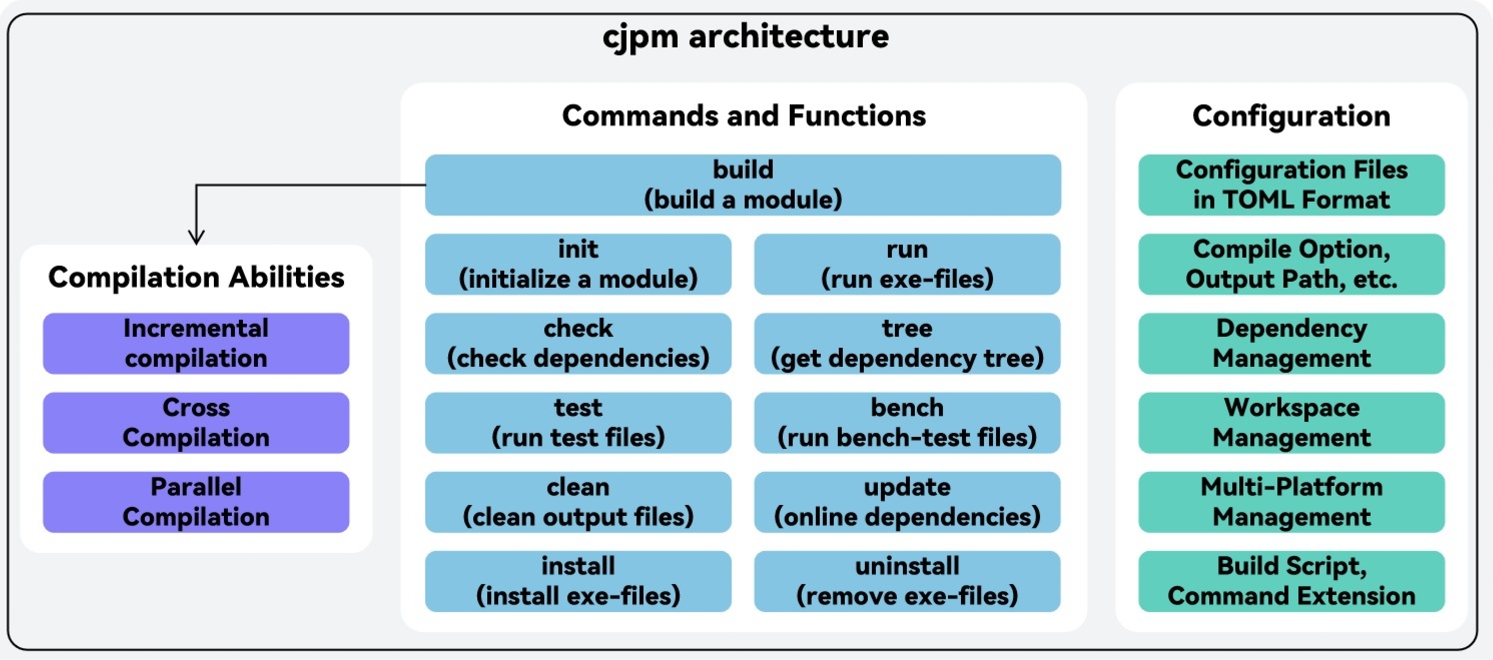 cjpm architecture
Commands and Functions
build
(build a module)
init
(initialize a module)
run
(run exe-files)
check
(check dependencies)
tree
(get dependency tree)
test
(run test files)
bench
(run bench-test files)
clean
(clean output files)
update
(online dependencies)
install
(install exe-files)
uninstall
(remove exe-files)
Compilation Abilities
Incremental
compilation
Cross
Compilation
Parallel
Compilation
Configuration
Configuration Files
in TOML Format
Compile Option,
Output Path, etc.
Dependency
Management
Workspace
Management
Multi-Platform
Management
Build Script,
Command Extension